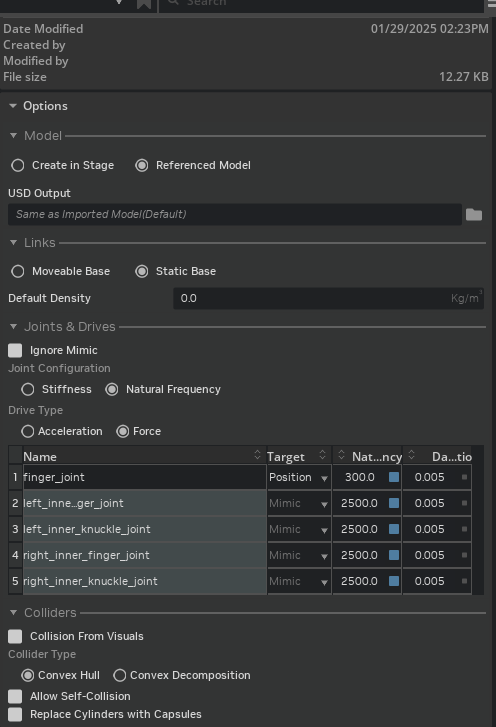 Search
Date Modified 01/29/2025 02:23PM
Created by
Modified by
File size 12.27 KB
Options
Model
Create in Stage Referenced Model
USD Output
Same as Imported Model(Default)
Links
Moveable Base Static Base
Default Density 0.0 Kg/m³
Joints & Drives
Ignore Mimic
Joint Configuration
Stiffness Natural Frequency
Drive Type
Acceleration Force
Name Target Nat...ncy Da...tio
1 finger_joint Position 300.0 0.005
2 left_inne...ger_joint Mimic 2500.0 0.005
3 left_inner_knuckle_joint Mimic 2500.0 0.005
4 right_inner_finger_joint Mimic 2500.0 0.005
5 right_inner_knuckle_joint Mimic 2500.0 0.005
Colliders
Collision From Visuals
Collider Type
Convex Hull Convex Decomposition
Allow Self-Collision
Replace Cylinders with Capsules